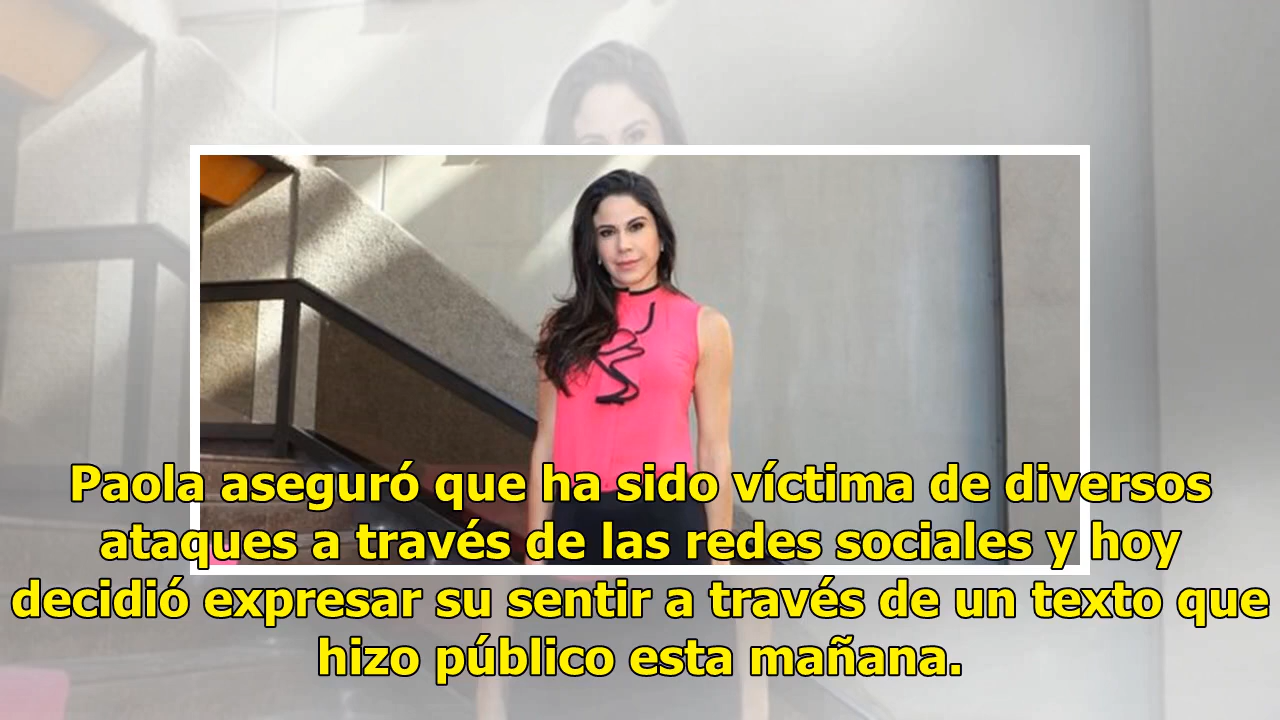 Paola aseguró que ha sido víctima de diversos
ataques a través de las redes sociales y hoy
decidió expresar su sentir a través de un texto que
hizo público esta mañana.